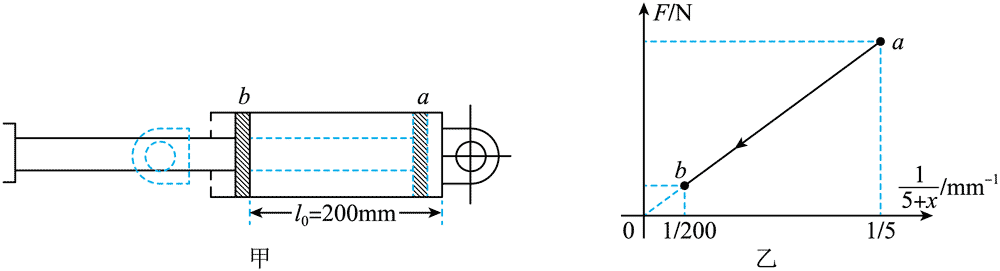 b
a
l₀=200mm
甲
F/N
a
b
1/(5+x) /mm⁻¹
0
1/200
1/5
乙